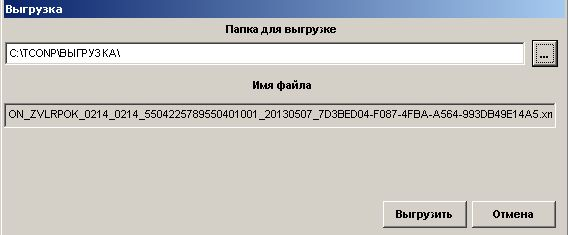 Выгрузка
Папка для выгрузке
C:\TCONP\ВЫГРУЗКА\
...
Имя файла
ON_ZVLRPOK_0214_0214_5504225789550401001_20130507_7D3BED04-F087-4FBA-A564-993DB49E14A5.xm
Выгрузить Отмена